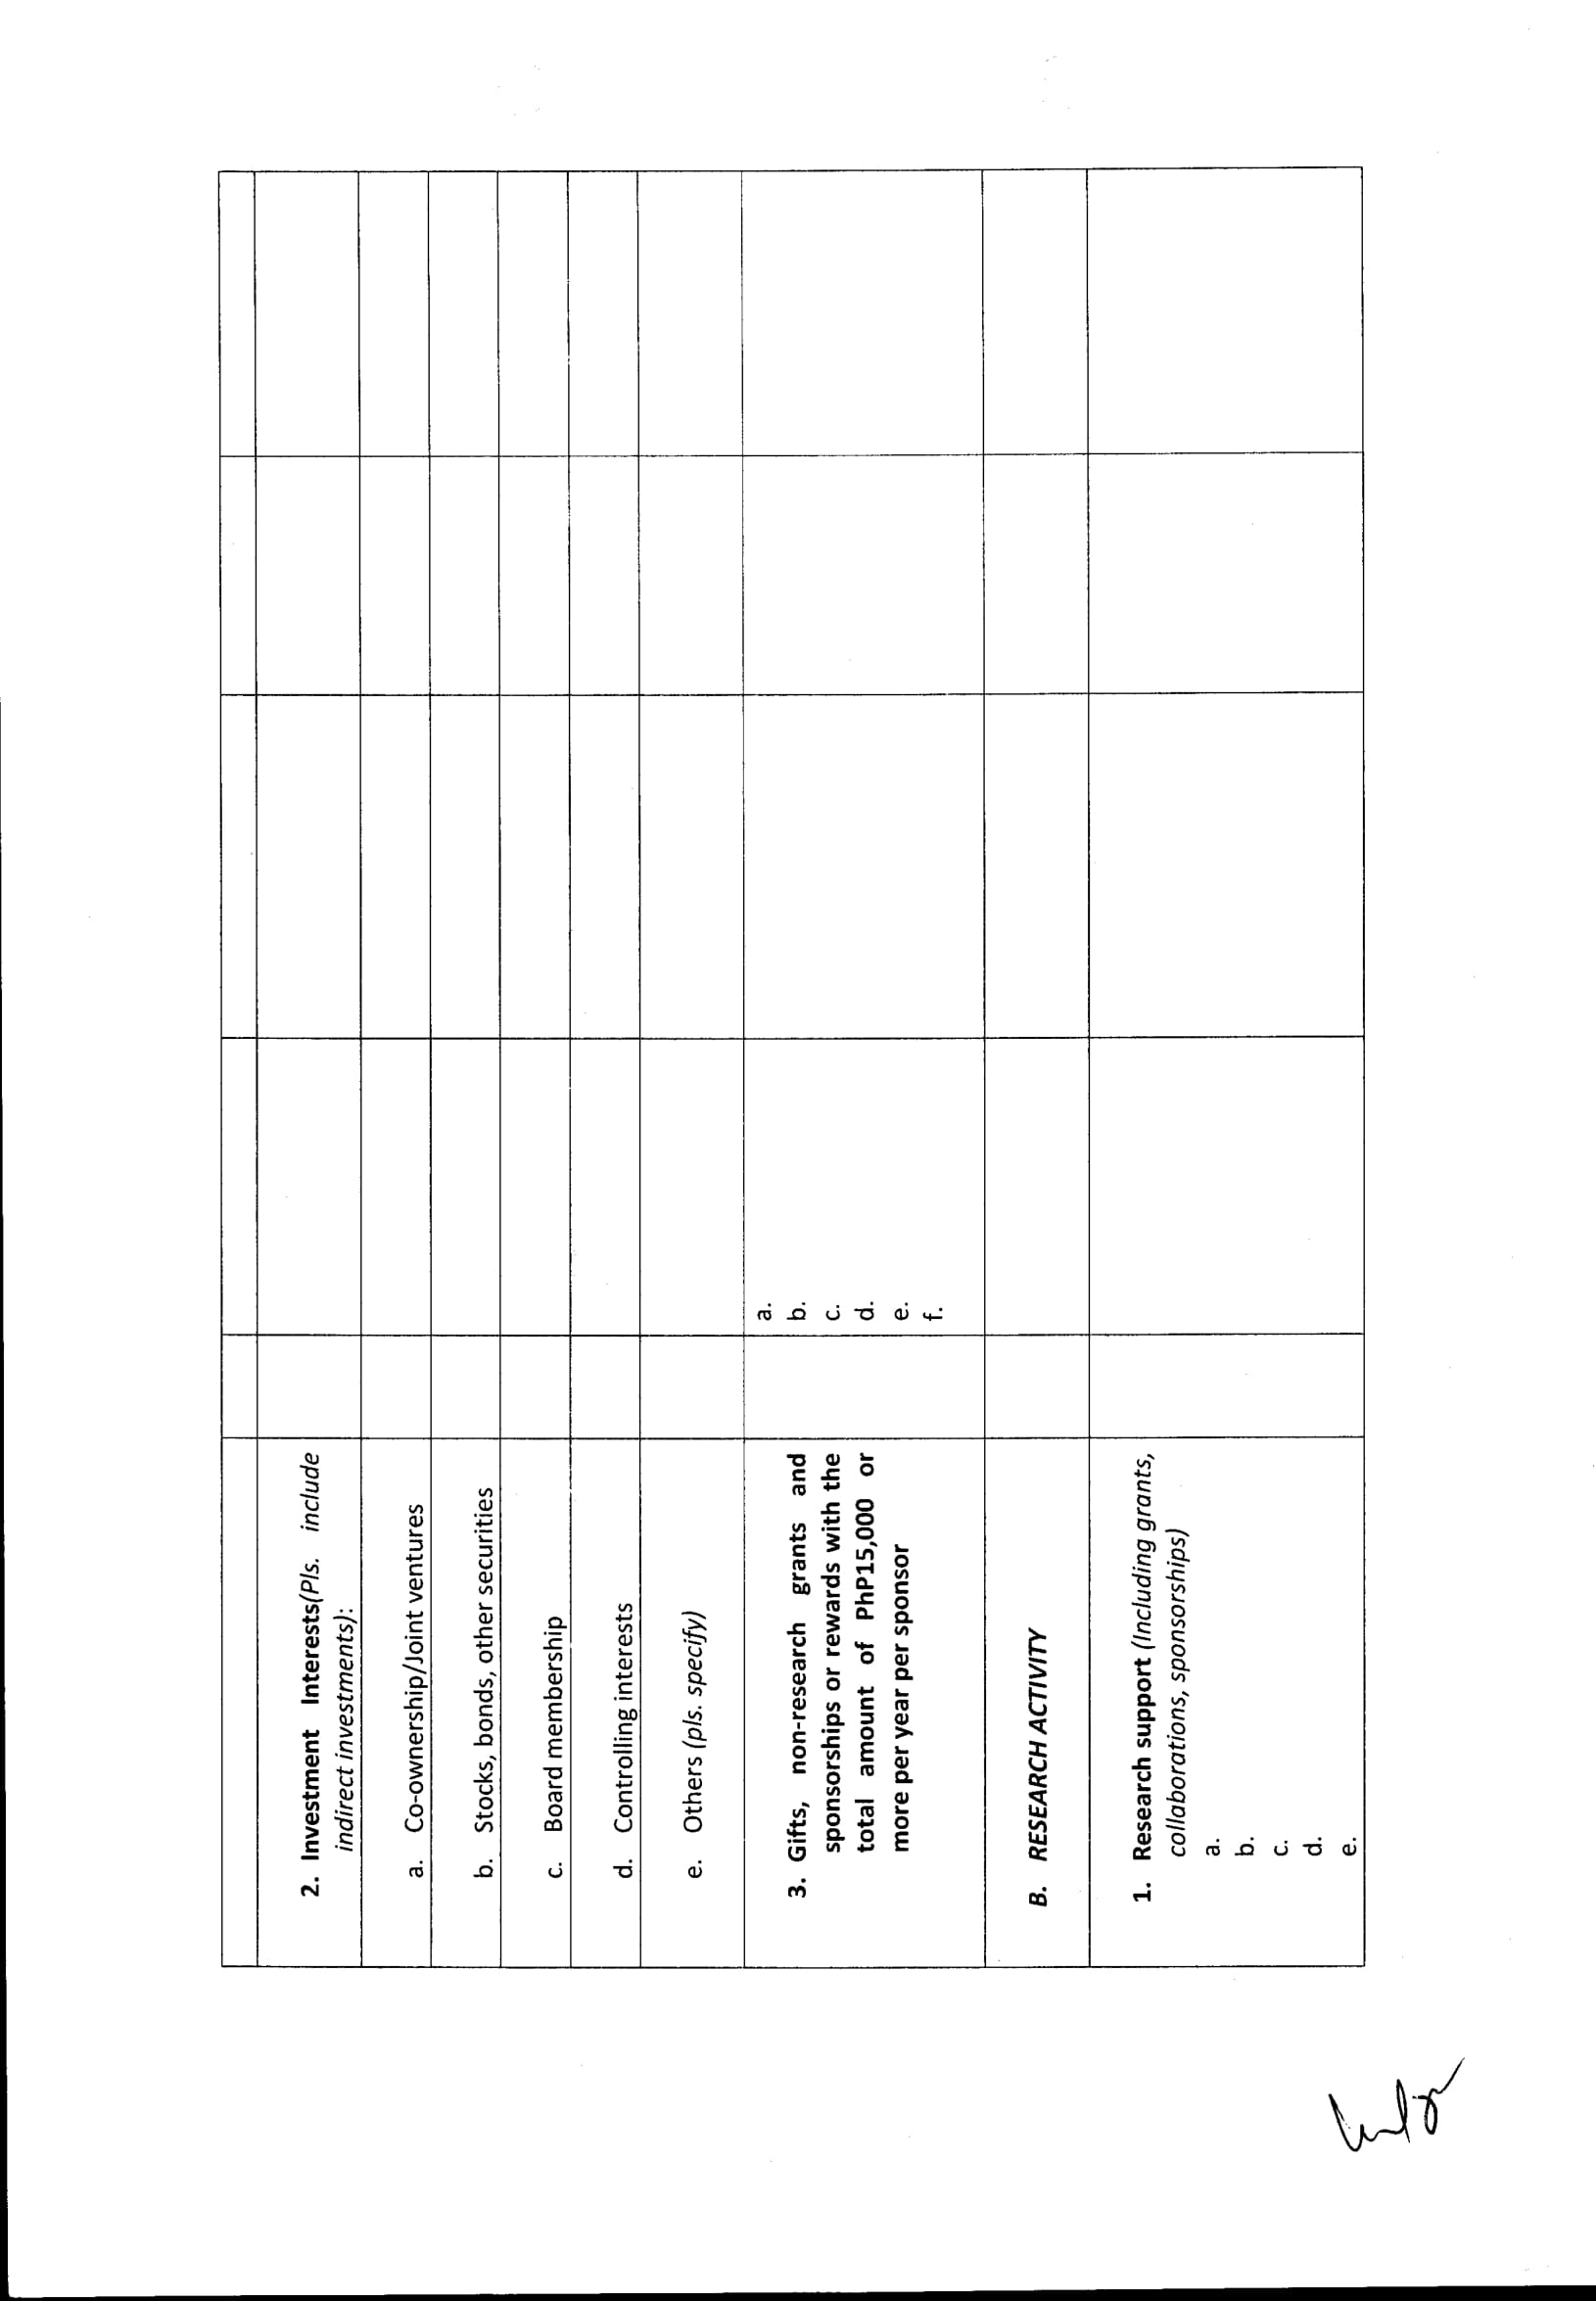 2. Investment Interests(Pls. include
indirect investments):
a. Co-ownership/Joint ventures
b. Stocks, bonds, other securities
c. Board membership
d. Controlling interests
e. Others (pls. specify)
3. Gifts, non-research grants and
sponsorships or rewards with the
total amount of PhP15,000 or
more per year per sponsor
a.
b.
c.
d.
e.
f.
B. RESEARCH ACTIVITY
1. Research support (Including grants,
collaborations, sponsorships)
a.
b.
c.
d.
e.